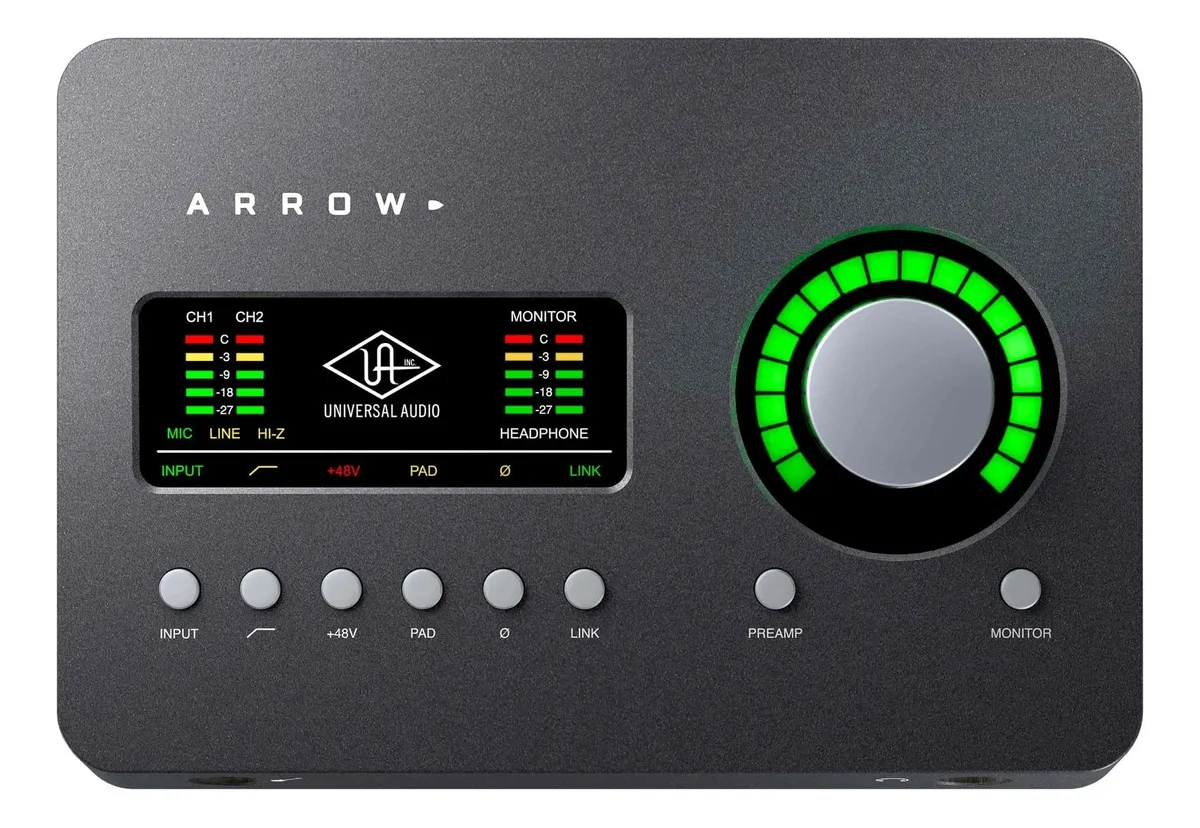 ARROW
CH1 CH2 MONITOR
C C
-3 -3
-9 -9
-18 -18
-27 -27
UA INC.
UNIVERSAL AUDIO
MIC LINE HI-Z HEADPHONE
INPUT +48V PAD Ø LINK
INPUT +48V PAD Ø LINK PREAMP MONITOR